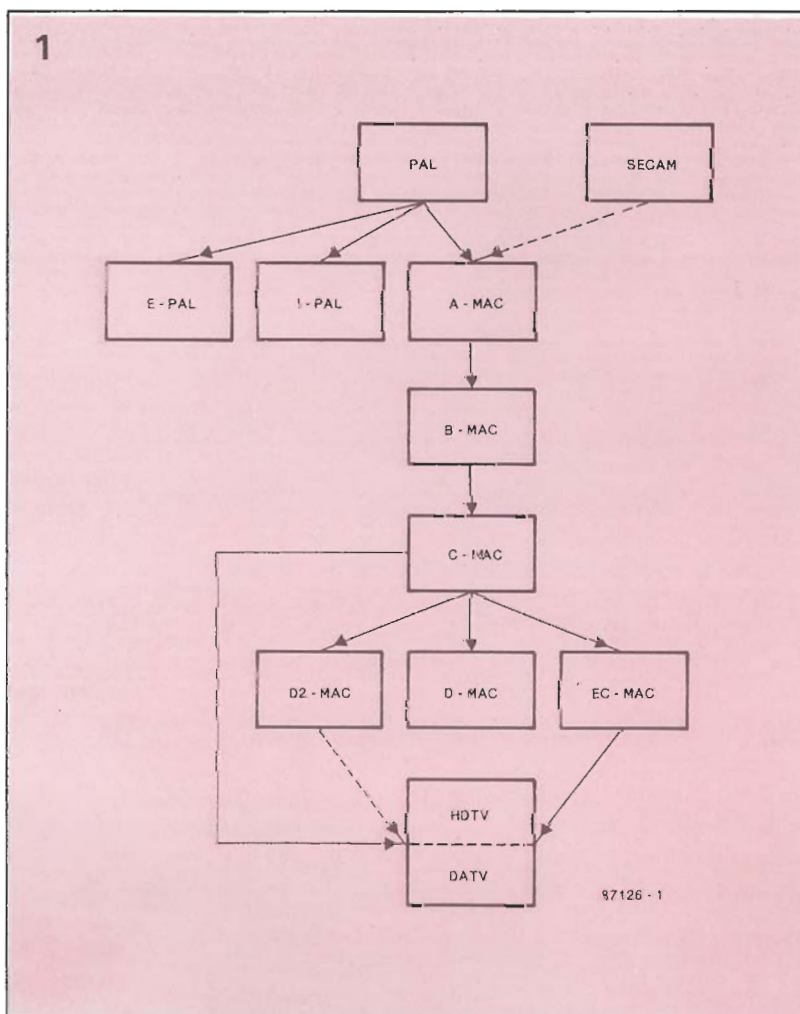 1
PAL
SECAM
E - PAL
I - PAL
A - MAC
B - MAC
C - MAC
D2 - MAC
D - MAC
EC - MAC
HDTV
DATV
87126 - 1